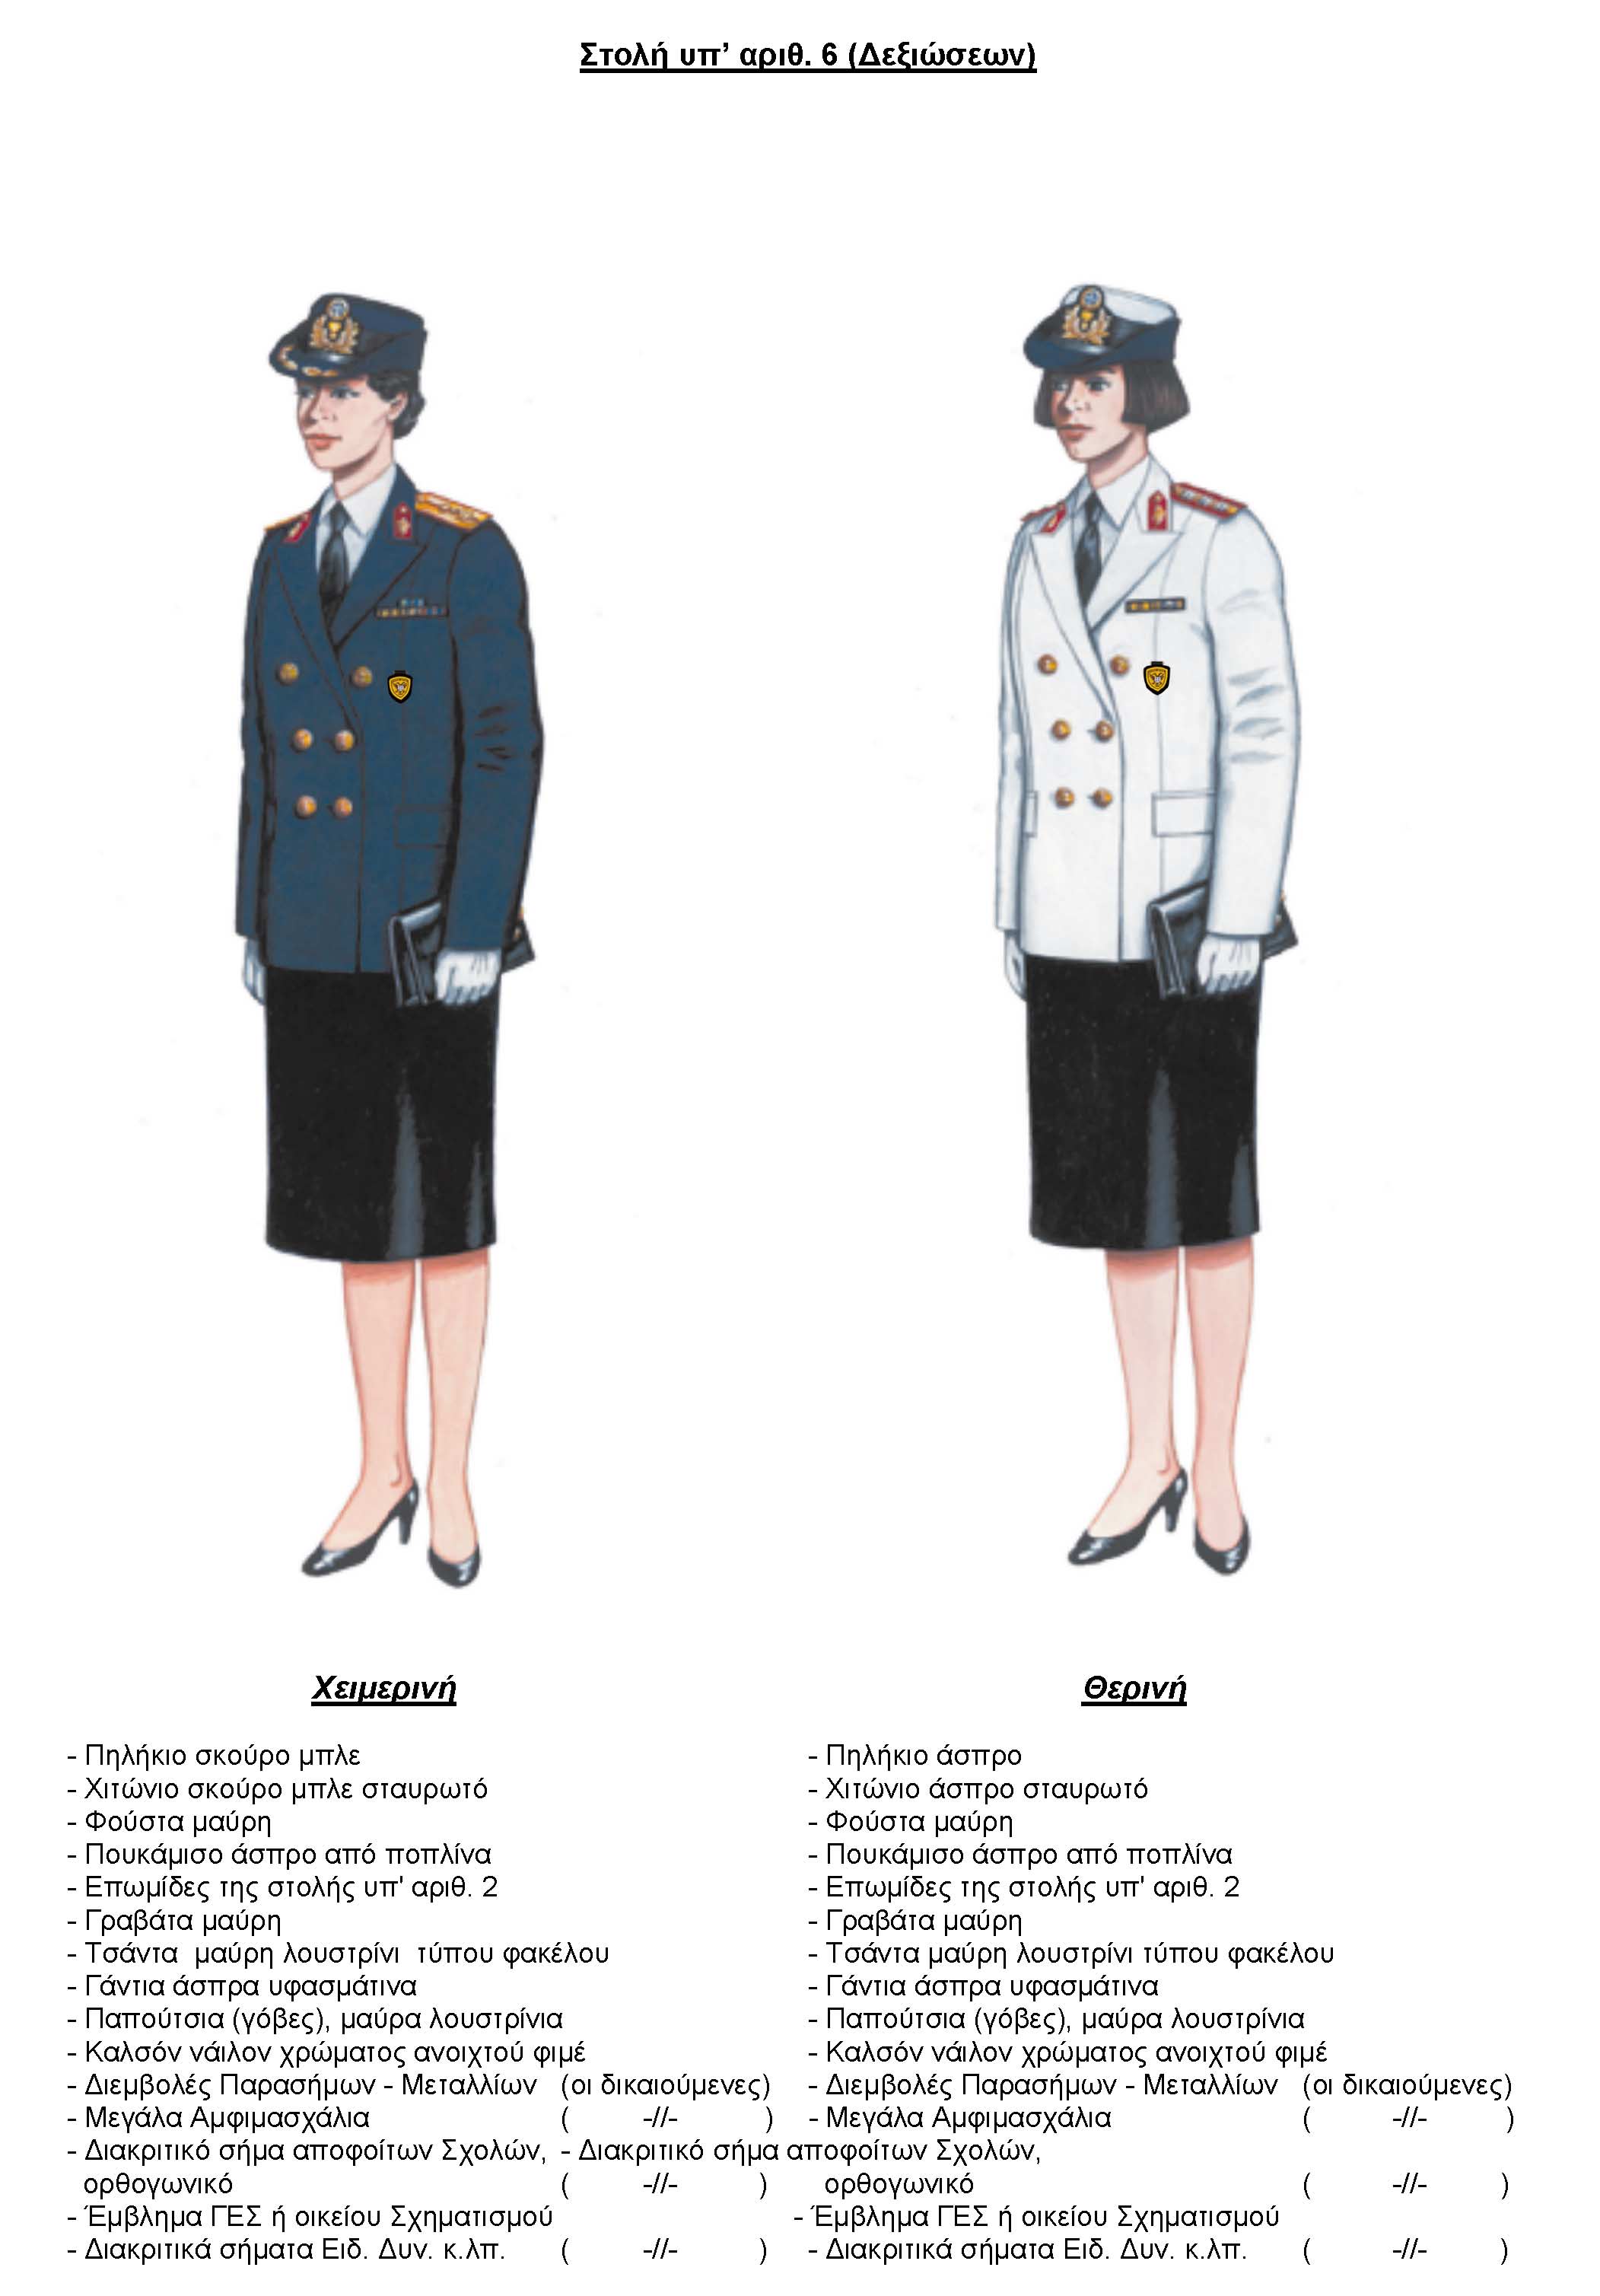 Στολή υπ’ αριθ. 6 (Δεξιώσεων)
Χειμερινή
- Πηλήκιο σκούρο μπλε
- Χιτώνιο σκούρο μπλε σταυρωτό
- Φούστα μαύρη
- Πουκάμισο άσπρο από ποπλίνα
- Επωμίδες της στολής υπ' αριθ. 2
- Γραβάτα μαύρη
- Τσάντα μαύρη λουστρίνι τύπου φακέλου
- Γάντια άσπρα υφασμάτινα
- Παπούτσια (γόβες), μαύρα λουστρίνια
- Καλσόν νάιλον χρώματος ανοιχτού φιμέ
- Διεμβολές Παρασήμων - Μεταλλίων (οι δικαιούμενες)
- Μεγάλα Αμφιμασχάλια ( -//- )
- Διακριτικό σήμα αποφοίτων Σχολών,
ορθογωνικό ( -//- )
- Έμβλημα ΓΕΣ ή οικείου Σχηματισμού
- Διακριτικά σήματα Ειδ. Δυν. κ.λπ. ( -//- )
Θερινή
- Πηλήκιο άσπρο
- Χιτώνιο άσπρο σταυρωτό
- Φούστα μαύρη
- Πουκάμισο άσπρο από ποπλίνα
- Επωμίδες της στολής υπ' αριθ. 2
- Γραβάτα μαύρη
- Τσάντα μαύρη λουστρίνι τύπου φακέλου
- Γάντια άσπρα υφασμάτινα
- Παπούτσια (γόβες), μαύρα λουστρίνια
- Καλσόν νάιλον χρώματος ανοιχτού φιμέ
- Διεμβολές Παρασήμων - Μεταλλίων (οι δικαιούμενες)
- Μεγάλα Αμφιμασχάλια ( -//- )
- Διακριτικό σήμα αποφοίτων Σχολών,
ορθογωνικό ( -//- )
- Έμβλημα ΓΕΣ ή οικείου Σχηματισμού
- Διακριτικά σήματα Ειδ. Δυν. κ.λπ. ( -//- )